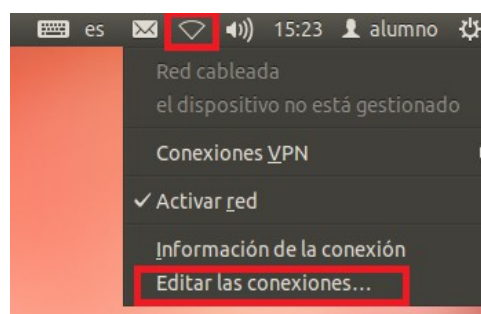 es 15:23 alumno
Red cableada
el dispositivo no está gestionado
Conexiones VPN
Activar red
Información de la conexión
Editar las conexiones...